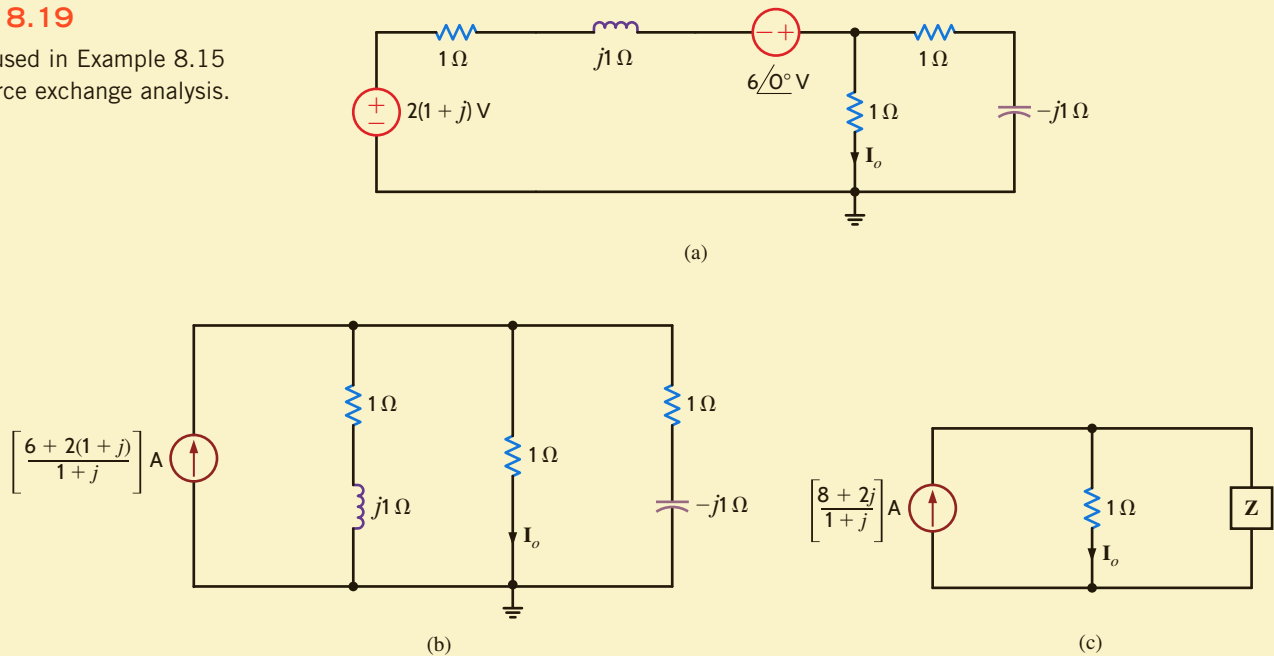 8.19
used in Example 8.15
rce exchange analysis.
1 Ω
j1 Ω
− +
6/0° V
1 Ω
+
−
2(1 + j) V
1 Ω
−j1 Ω
I_o
(a)
[6 + 2(1 + j) / 1 + j] A
1 Ω
j1 Ω
1 Ω
I_o
1 Ω
−j1 Ω
(b)
[8 + 2j / 1 + j] A
1 Ω
I_o
Z
(c)